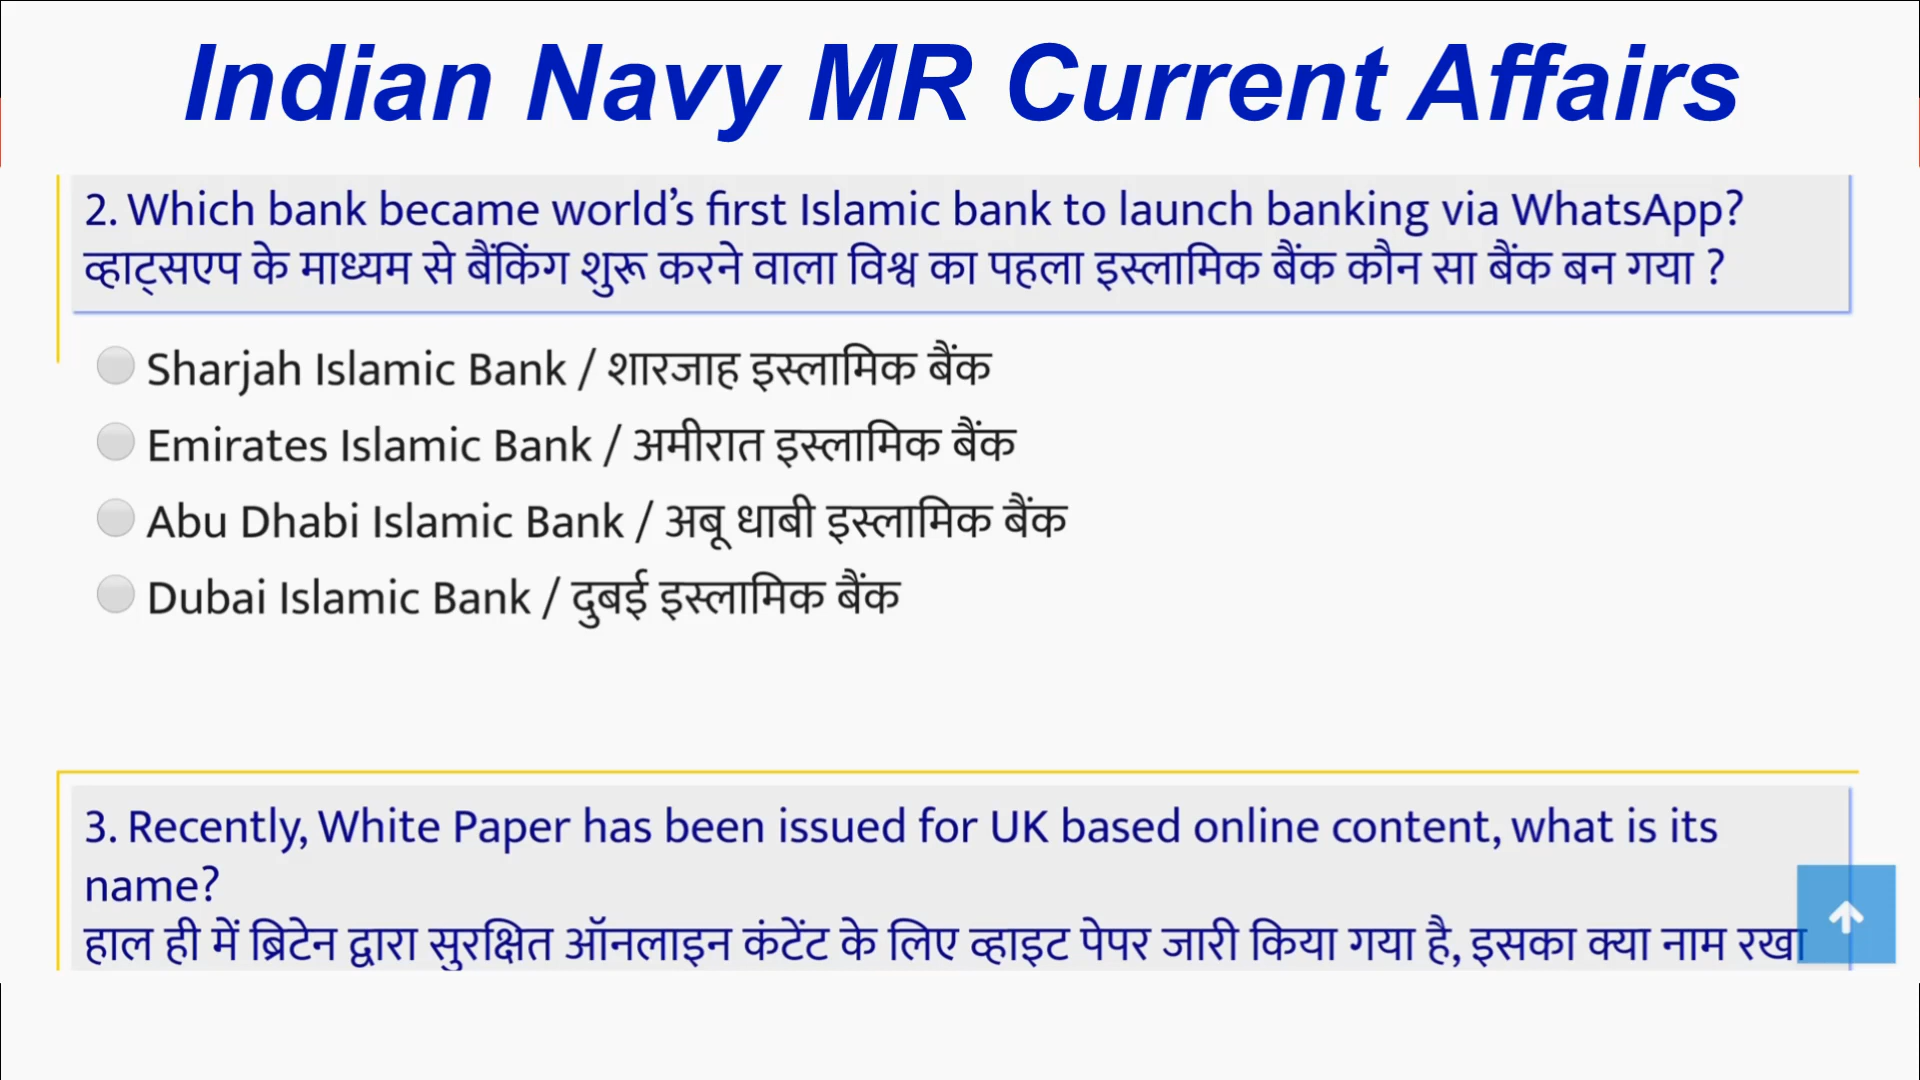 Indian Navy MR Current Affairs
2. Which bank became world’s first Islamic bank to launch banking via WhatsApp?
व्हाट्सएप के माध्यम से बैंकिंग शुरू करने वाला विश्व का पहला इस्लामिक बैंक कौन सा बैंक बन गया ?
Sharjah Islamic Bank / शारजाह इस्लामिक बैंक
Emirates Islamic Bank / अमीरात इस्लामिक बैंक
Abu Dhabi Islamic Bank / अबू धाबी इस्लामिक बैंक
Dubai Islamic Bank / दुबई इस्लामिक बैंक
3. Recently, White Paper has been issued for UK based online content, what is its
name?
हाल ही में ब्रिटेन द्वारा सुरक्षित ऑनलाइन कंटेंट के लिए व्हाइट पेपर जारी किया गया है, इसका क्या नाम रखा